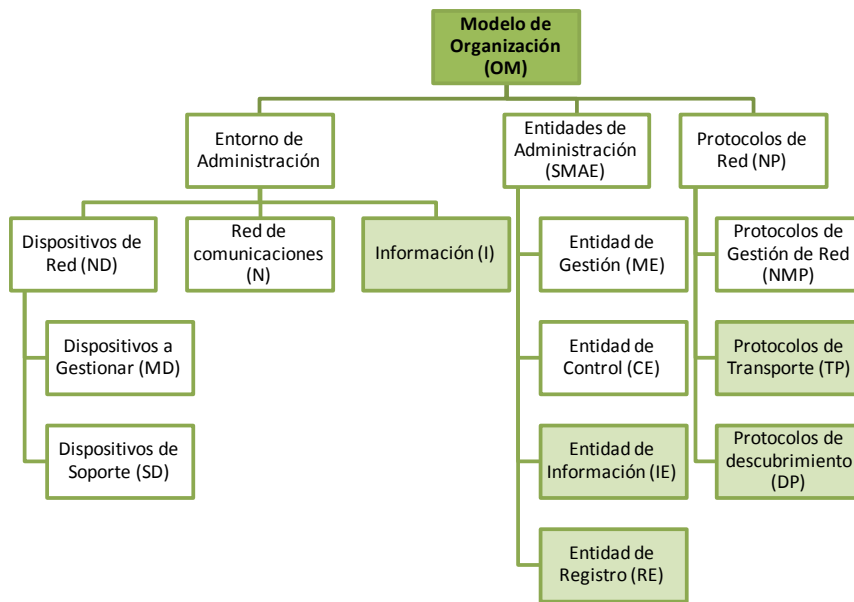 Modelo de
Organización
(OM)
Entorno de
Administración
Entidades de
Administración
(SMAE)
Protocolos de
Red (NP)
Dispositivos de
Red (ND)
Red de
comunicaciones
(N)
Información (I)
Entidad de
Gestión (ME)
Protocolos de
Gestión de Red
(NMP)
Dispositivos a
Gestionar (MD)
Entidad de
Control (CE)
Protocolos de
Transporte (TP)
Dispositivos de
Soporte (SD)
Entidad de
Información (IE)
Protocolos de
descubrimiento
(DP)
Entidad de
Registro (RE)